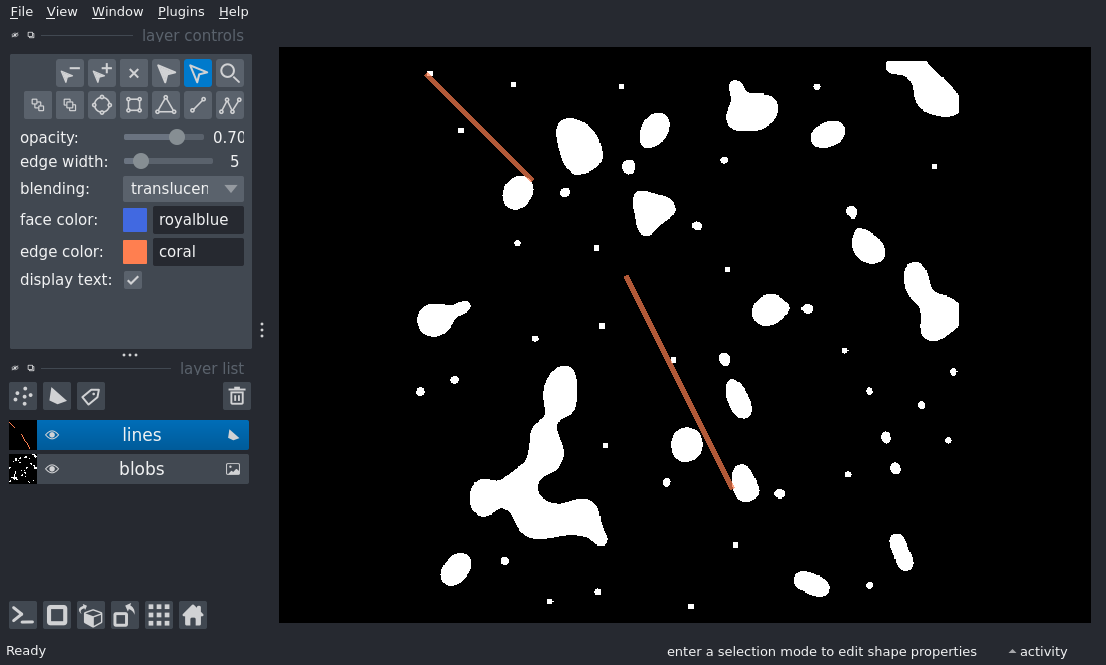 File View Window Plugins Help
layer controls
opacity: 0.70
edge width: 5
blending: translucen
face color: royalblue
edge color: coral
display text:
layer list
lines
blobs
Ready
enter a selection mode to edit shape properties
activity